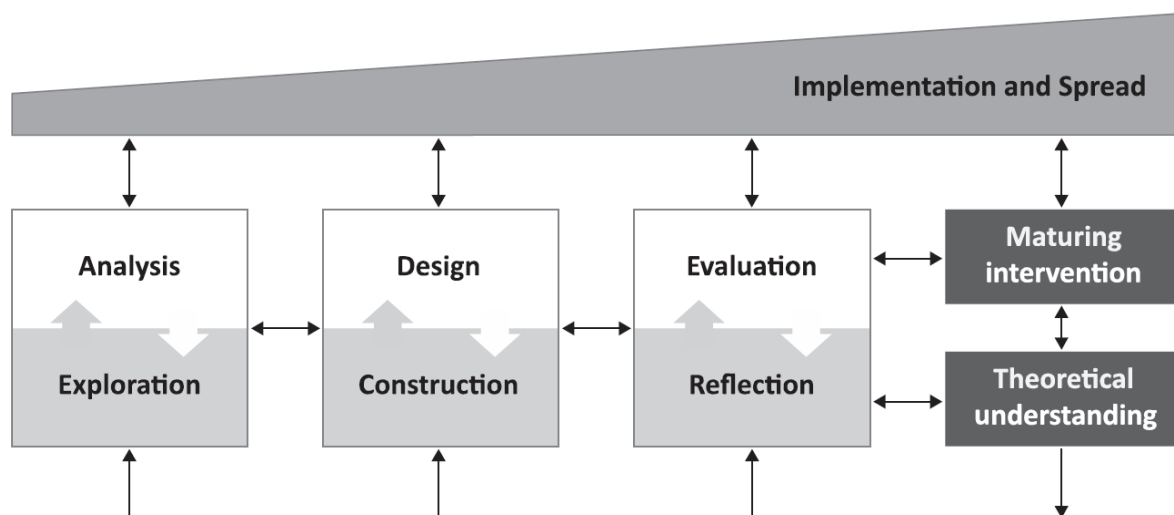 Implementation and Spread
Analysis
Exploration
Design
Construction
Evaluation
Reflection
Maturing
intervention
Theoretical
understanding